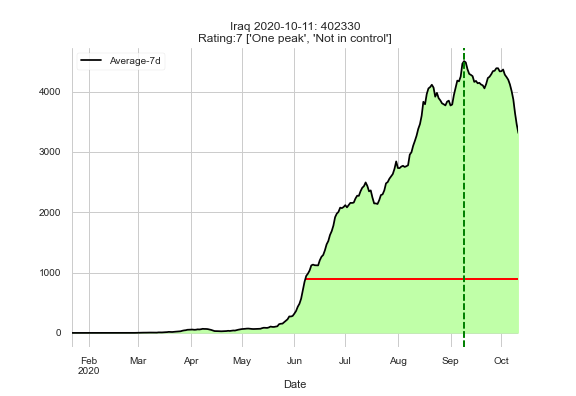 Iraq 2020-10-11: 402330
Rating:7 ['One peak', 'Not in control']
Average-7d
4000
3000
2000
1000
0
Feb Mar Apr May Jun Jul Aug Sep Oct
2020
Date